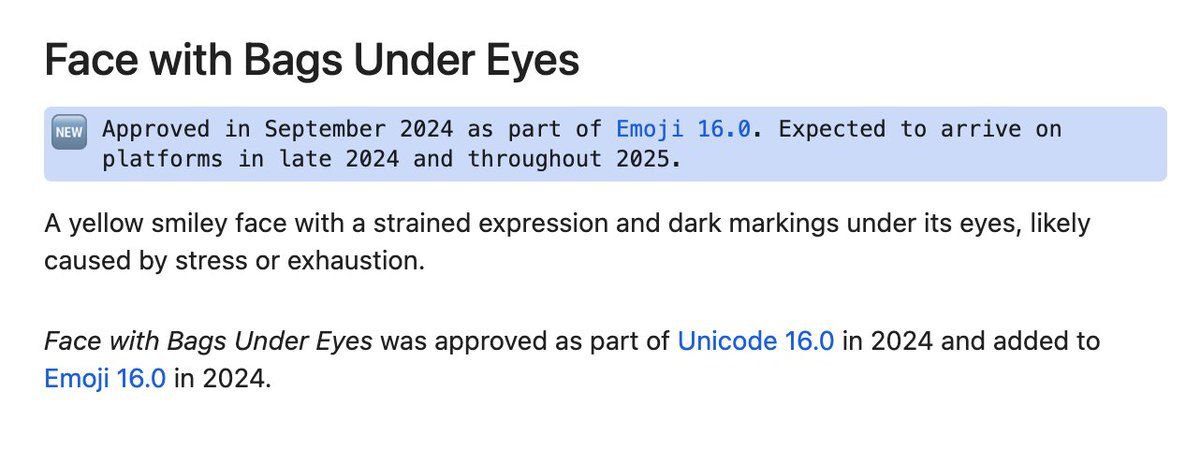 Face with Bags Under Eyes
NEW Approved in September 2024 as part of Emoji 16.0. Expected to arrive on
platforms in late 2024 and throughout 2025.
A yellow smiley face with a strained expression and dark markings under its eyes, likely
caused by stress or exhaustion.
Face with Bags Under Eyes was approved as part of Unicode 16.0 in 2024 and added to
Emoji 16.0 in 2024.